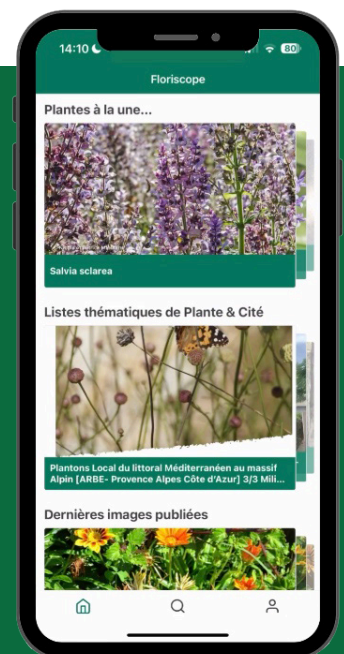 14:10
80
Floriscope
Plantes à la une...
Salvia sclarea
Listes thématiques de Plante & Cité
Plantons Local du littoral Méditerranéen au massif
Alpin [ARBE- Provence Alpes Côte d'Azur] 3/3 Mili...
Dernières images publiées